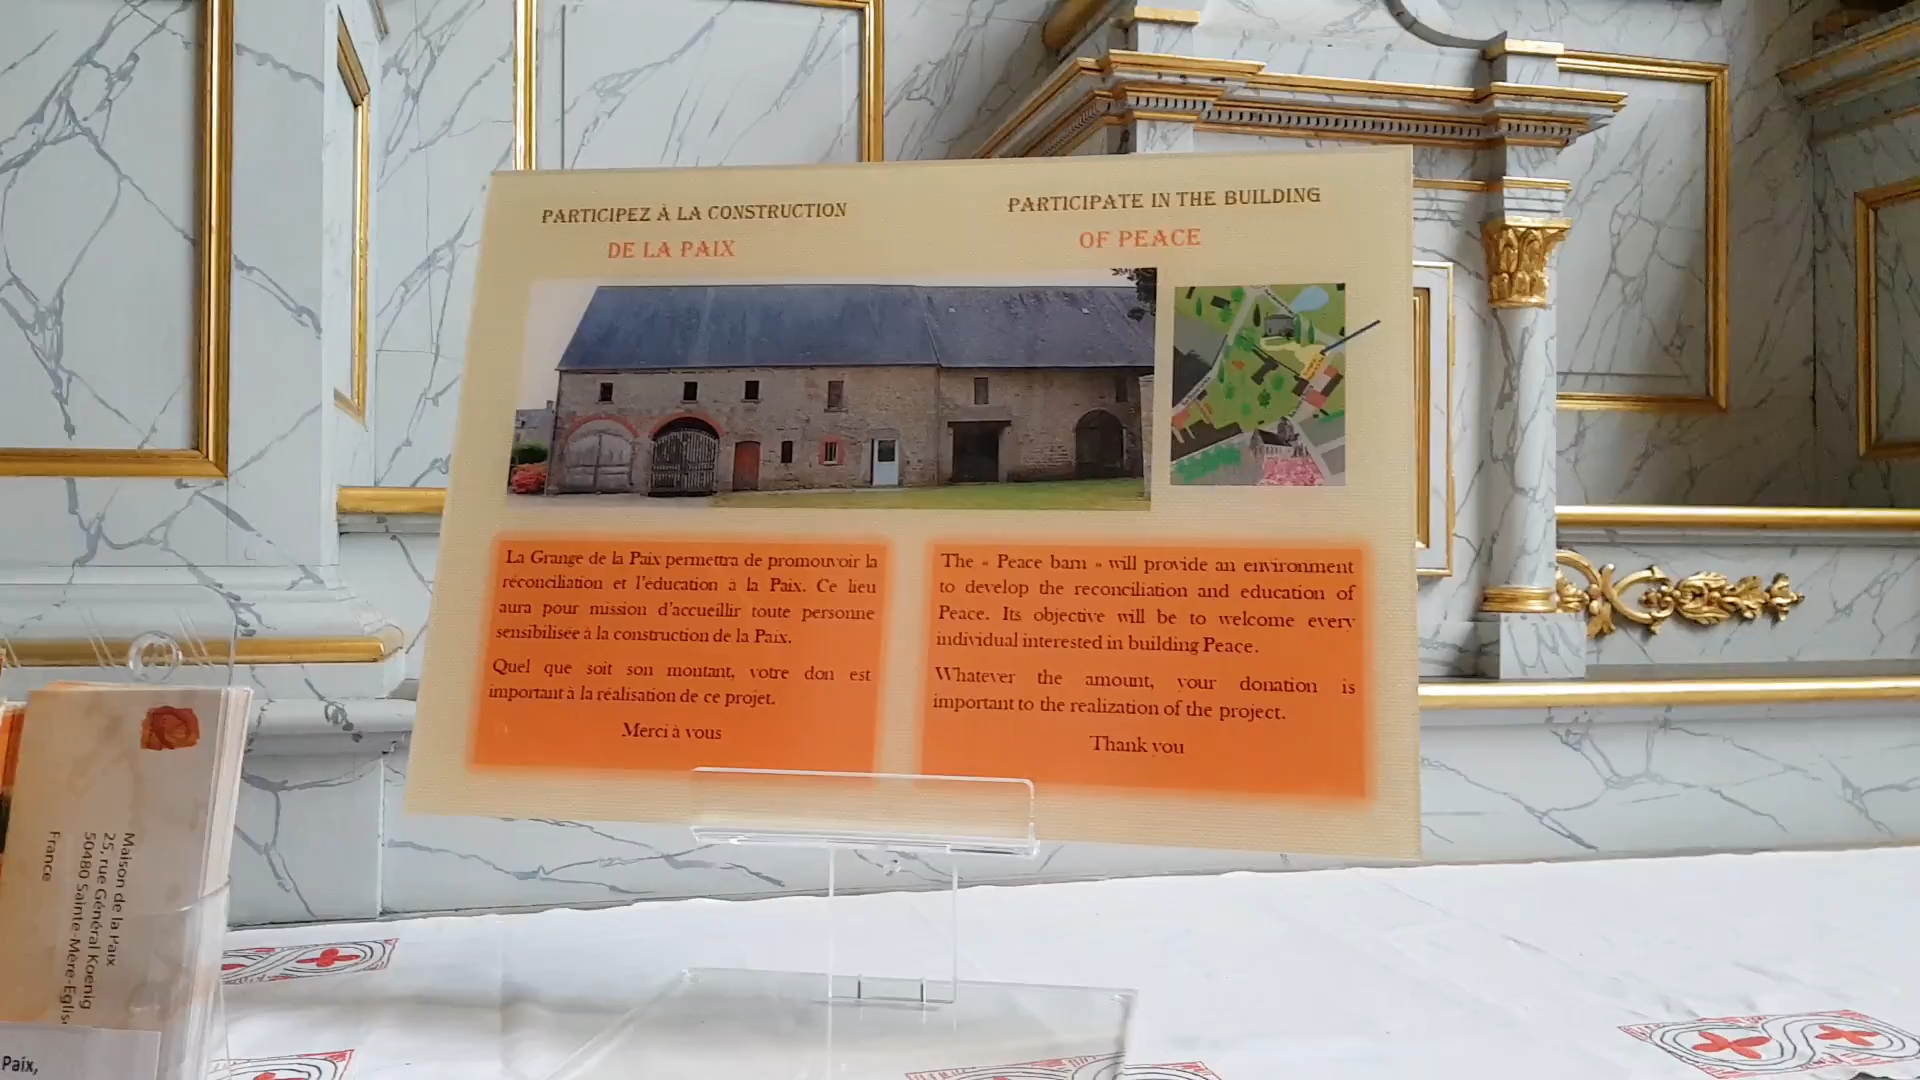 PARTICIPEZ À LA CONSTRUCTION
DE LA PAIX
PARTICIPATE IN THE BUILDING
OF PEACE
La Grange de la Paix permettra de promouvoir la
réconciliation et l'éducation à la Paix. Ce lieu
aura pour mission d'accueillir toute personne
sensibilisée à la construction de la Paix.
Quel que soit son montant, votre don est
important à la réalisation de ce projet.
Merci à vous
The « Peace barn » will provide an environment
to develop the reconciliation and education of
Peace. Its objective will be to welcome every
individual interested in building Peace.
Whatever the amount, your donation is
important to the realization of the project.
Thank you
Maison de la Paix
25, rue Général Koenig
50480 Sainte-Mère-Eglis
France
Paix,